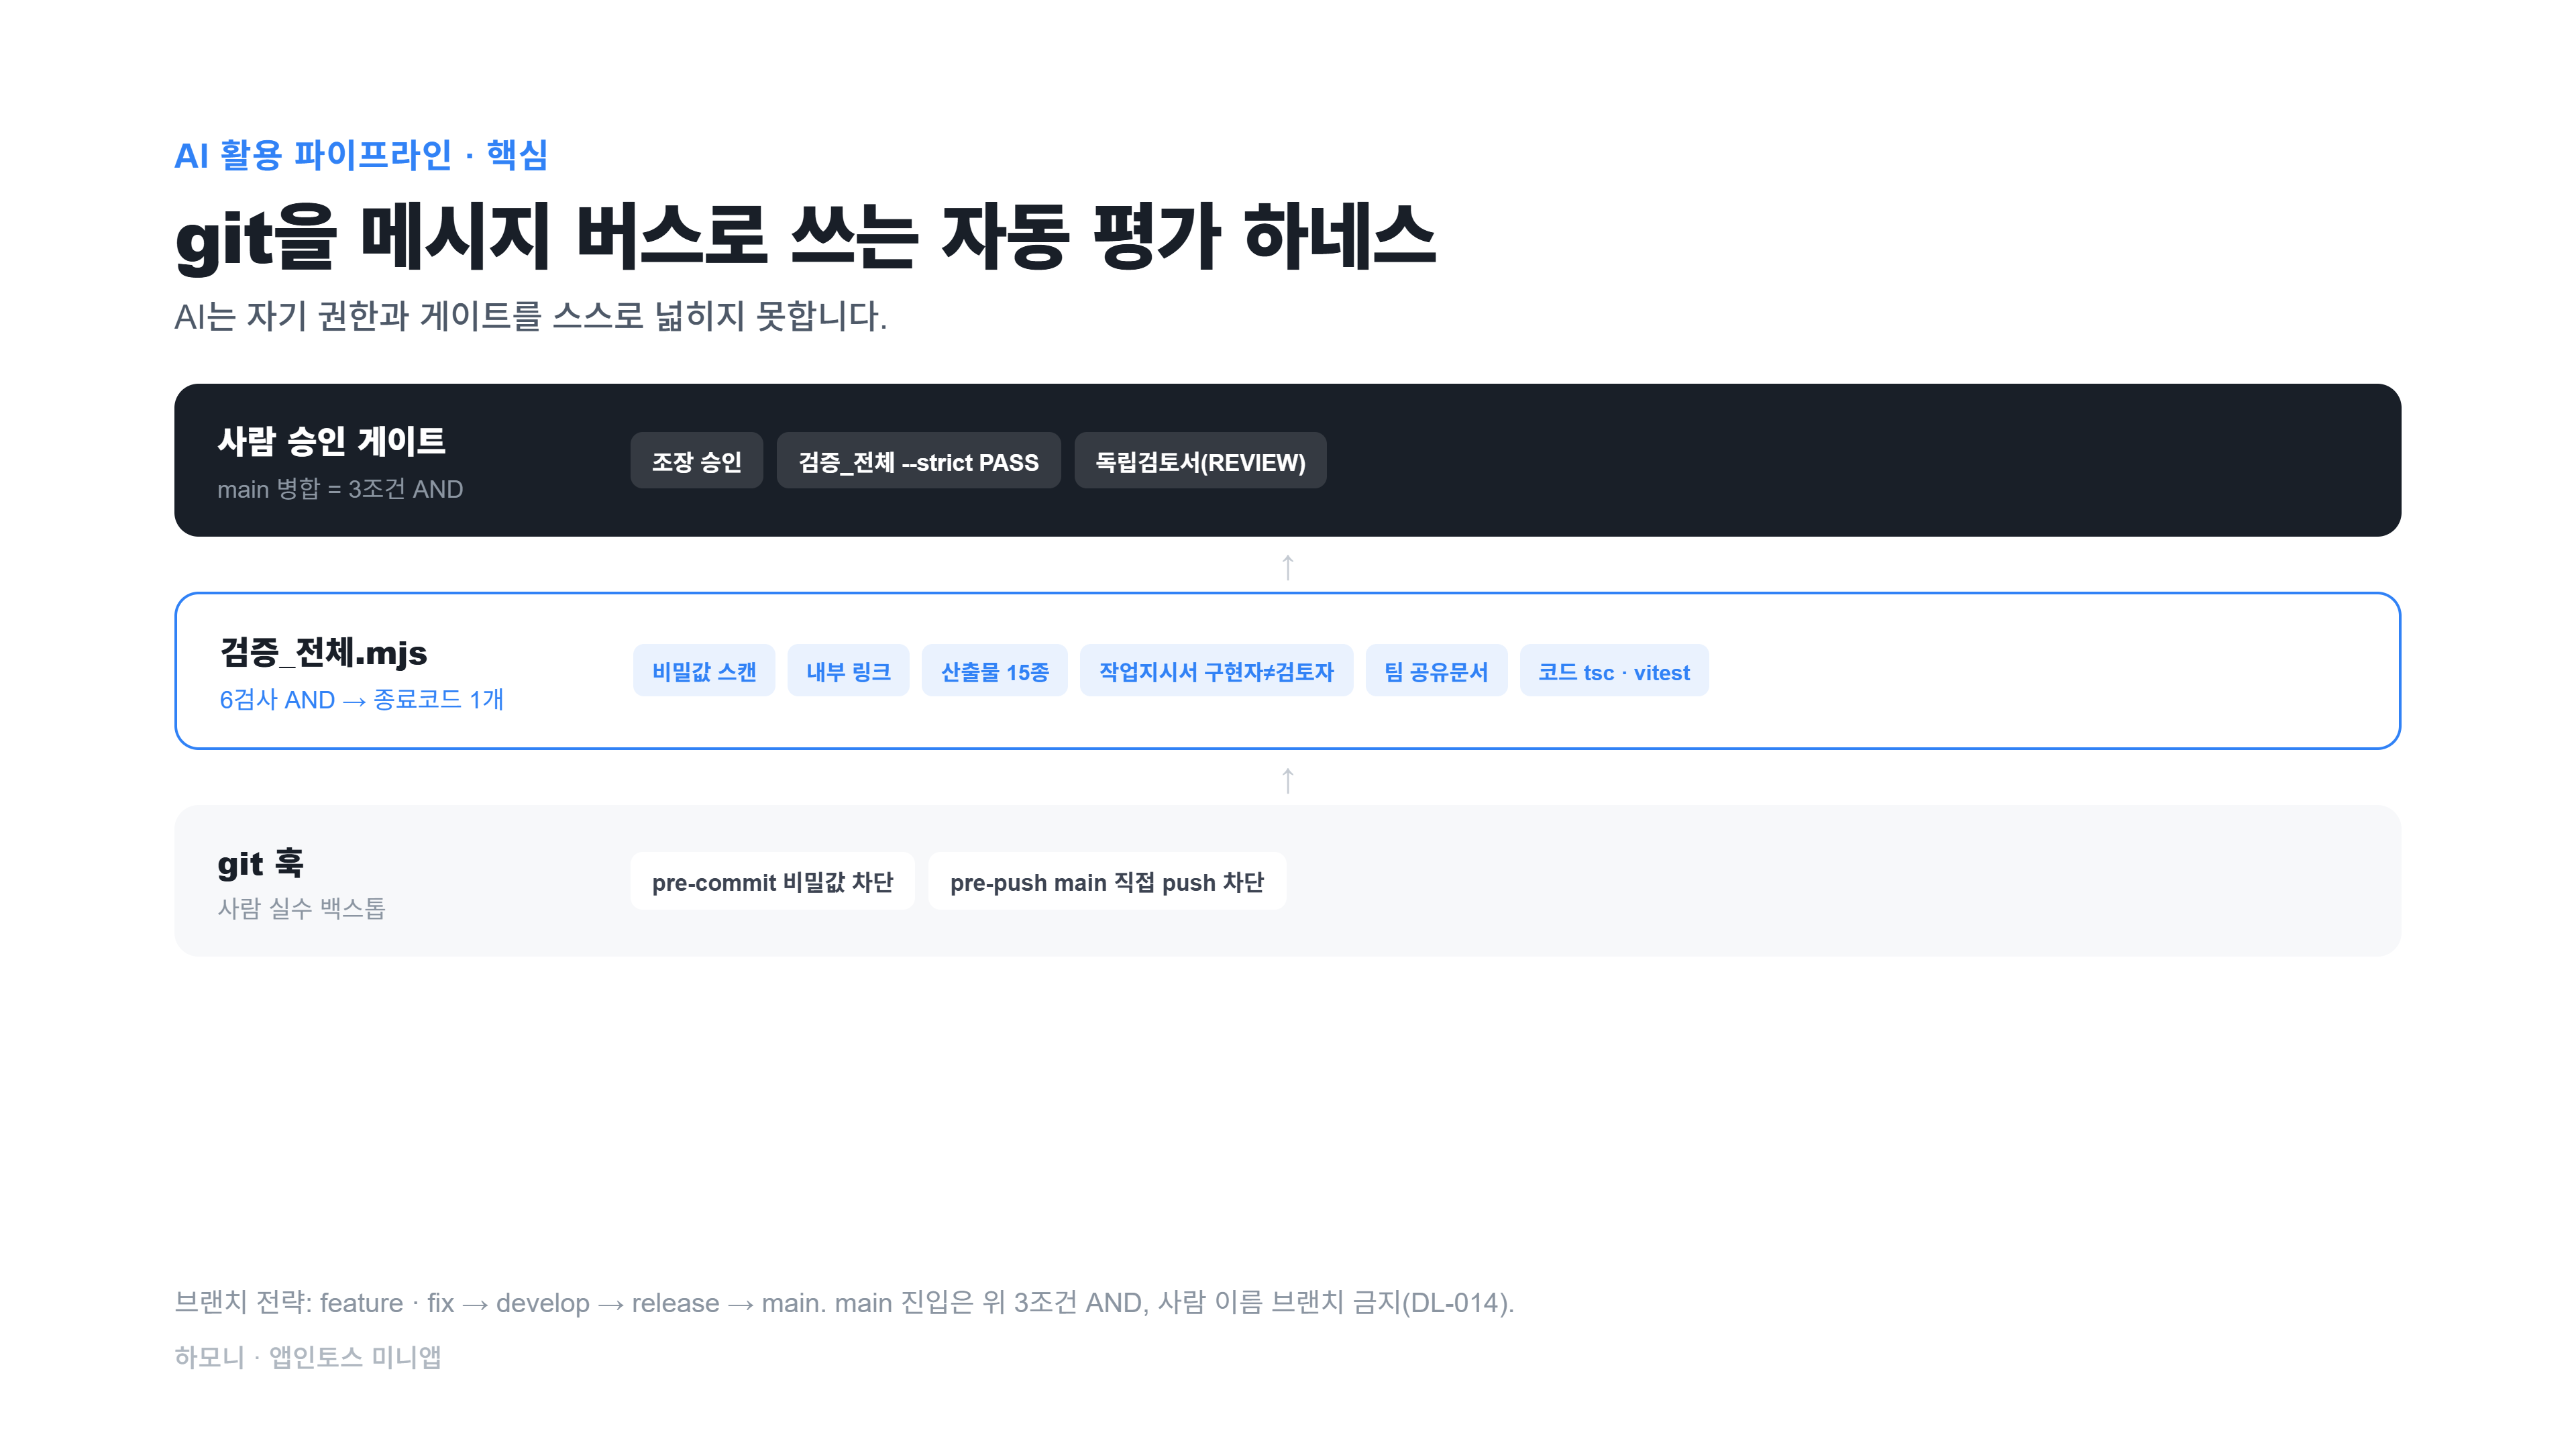 AI 활용 파이프라인 · 핵심
git을 메시지 버스로 쓰는 자동 평가 하네스
AI는 자기 권한과 게이트를 스스로 넓히지 못합니다.
사람 승인 게이트
main 병합 = 3조건 AND
조장 승인
검증_전체 --strict PASS
독립검토서(REVIEW)
↑
검증_전체.mjs
6검사 AND → 종료코드 1개
비밀값 스캔
내부 링크
산출물 15종
작업지시서 구현자≠검토자
팀 공유문서
코드 tsc · vitest
↑
git 훅
사람 실수 백스톱
pre-commit 비밀값 차단
pre-push main 직접 push 차단
브랜치 전략: feature · fix → develop → release → main. main 진입은 위 3조건 AND, 사람 이름 브랜치 금지(DL-014).
하모니 · 앱인토스 미니앱